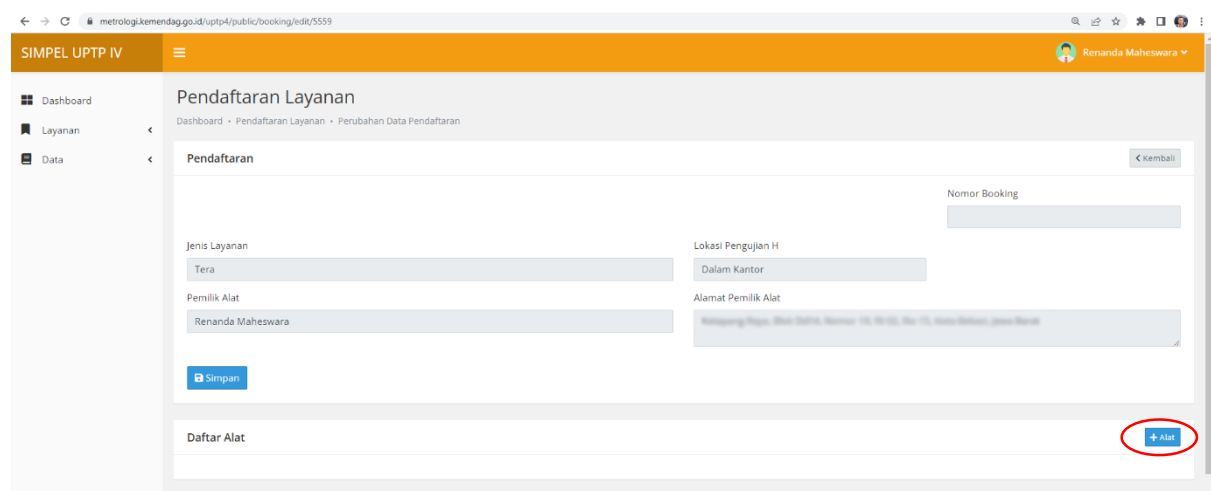 metrologi.kemendag.go.id/uptp4/public/booking/edit/5559
SIMPEL UPTP IV
Renanda Maheswara
Dashboard
Layanan
Data
Pendaftaran Layanan
Dashboard • Pendaftaran Layanan • Perubahan Data Pendaftaran
Pendaftaran
Kembali
Nomor Booking
Jenis Layanan
Lokasi Pengujian H
Tera
Dalam Kantor
Pemilik Alat
Alamat Pemilik Alat
Renanda Maheswara
Simpan
Daftar Alat
+ Alat